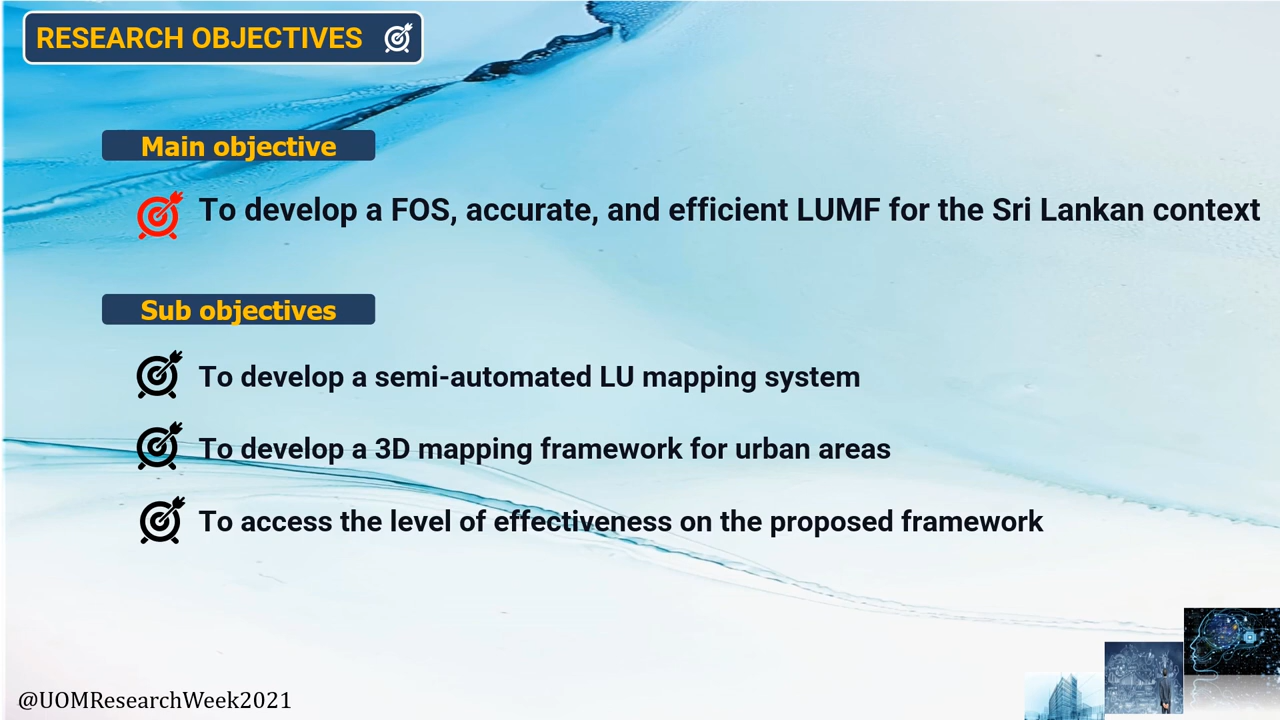 RESEARCH OBJECTIVES
Main objective
To develop a FOS, accurate, and efficient LUMF for the Sri Lankan context
Sub objectives
To develop a semi-automated LU mapping system
To develop a 3D mapping framework for urban areas
To access the level of effectiveness on the proposed framework
@UOMResearchWeek2021